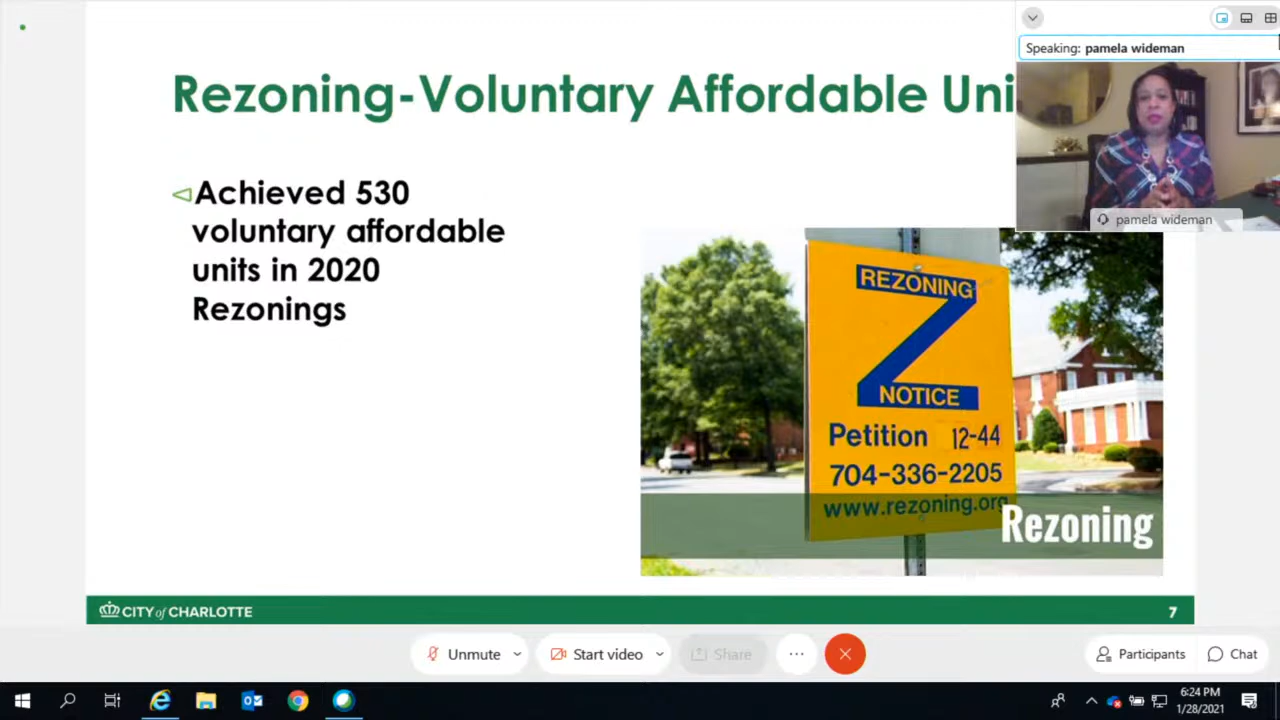 Speaking: pamela wideman
pamela wideman
Rezoning-Voluntary Affordable Uni
Achieved 530
voluntary affordable
units in 2020
Rezonings
REZONING
Z
NOTICE
Petition 12-44
704-336-2205
www.rezoning.org
Rezoning
CITY of CHARLOTTE
7
Unmute
Start video
Share
Participants
Chat
6:24 PM
1/28/2021